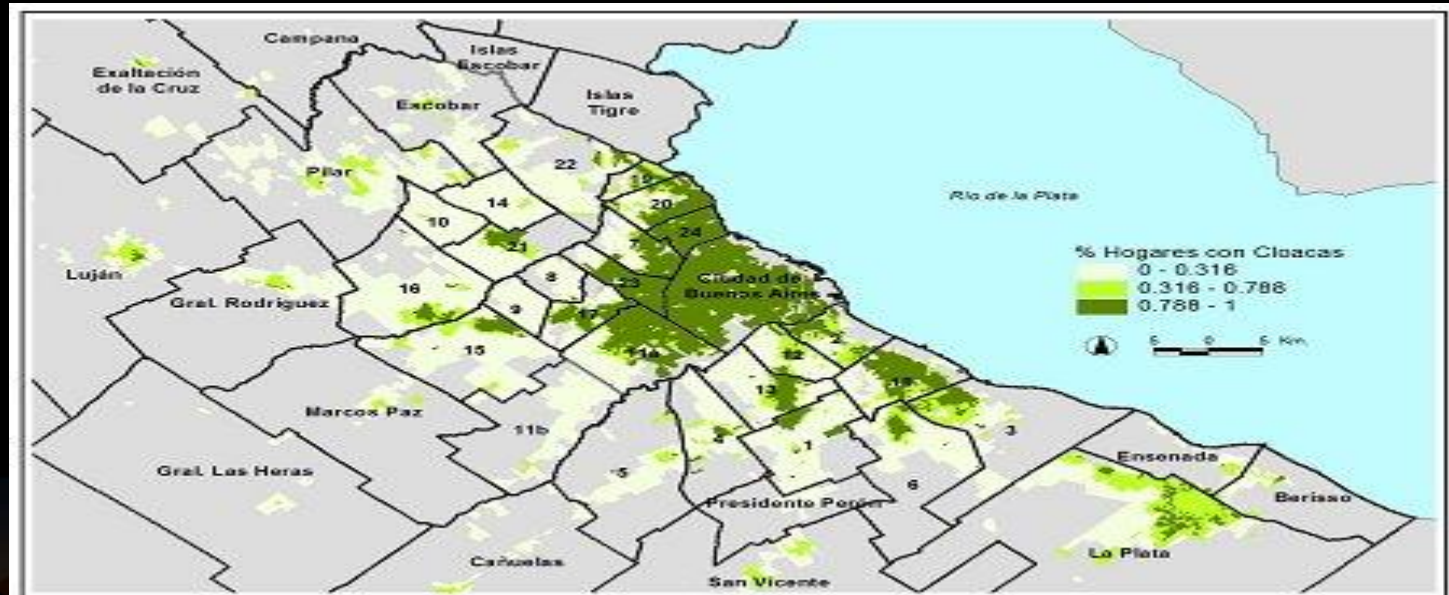 Campana
Islas
Escobar
Exaltación
de la Cruz
Escobar
Islas
Tigre
22
Pilar
19
20
14
10
24
7
21
Río de la Plata
% Hogares con Cloacas
0 - 0.316
0.316 - 0.788
0.788 - 1
5 0 5 Km.
Luján
8
Ciudad de
Buenos Aires
23
16
Gral. Rodríguez
9
17
2
15
11a
12
18
13
Marcos Paz
11b
3
4
1
Ensenada
Gral. Las Heras
5
6
Berisso
Presidente Perón
La Plata
Cañuelas
San Vicente